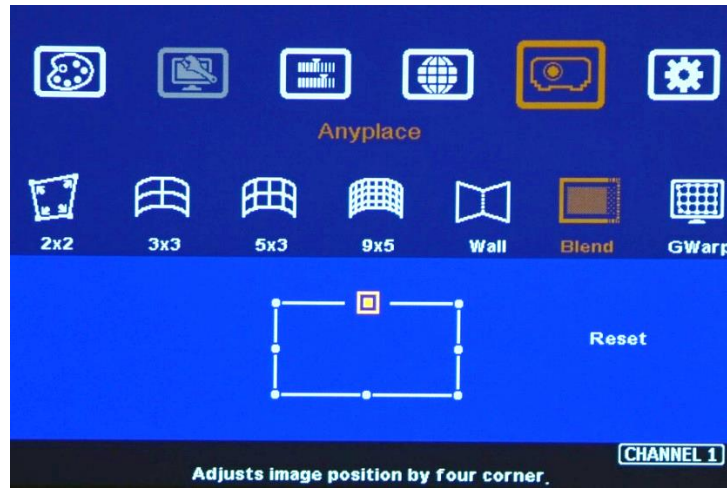 Anyplace
2x2 3x3 5x3 9x5 Wall Blend GWarp
Reset
CHANNEL 1
Adjusts image position by four corner.